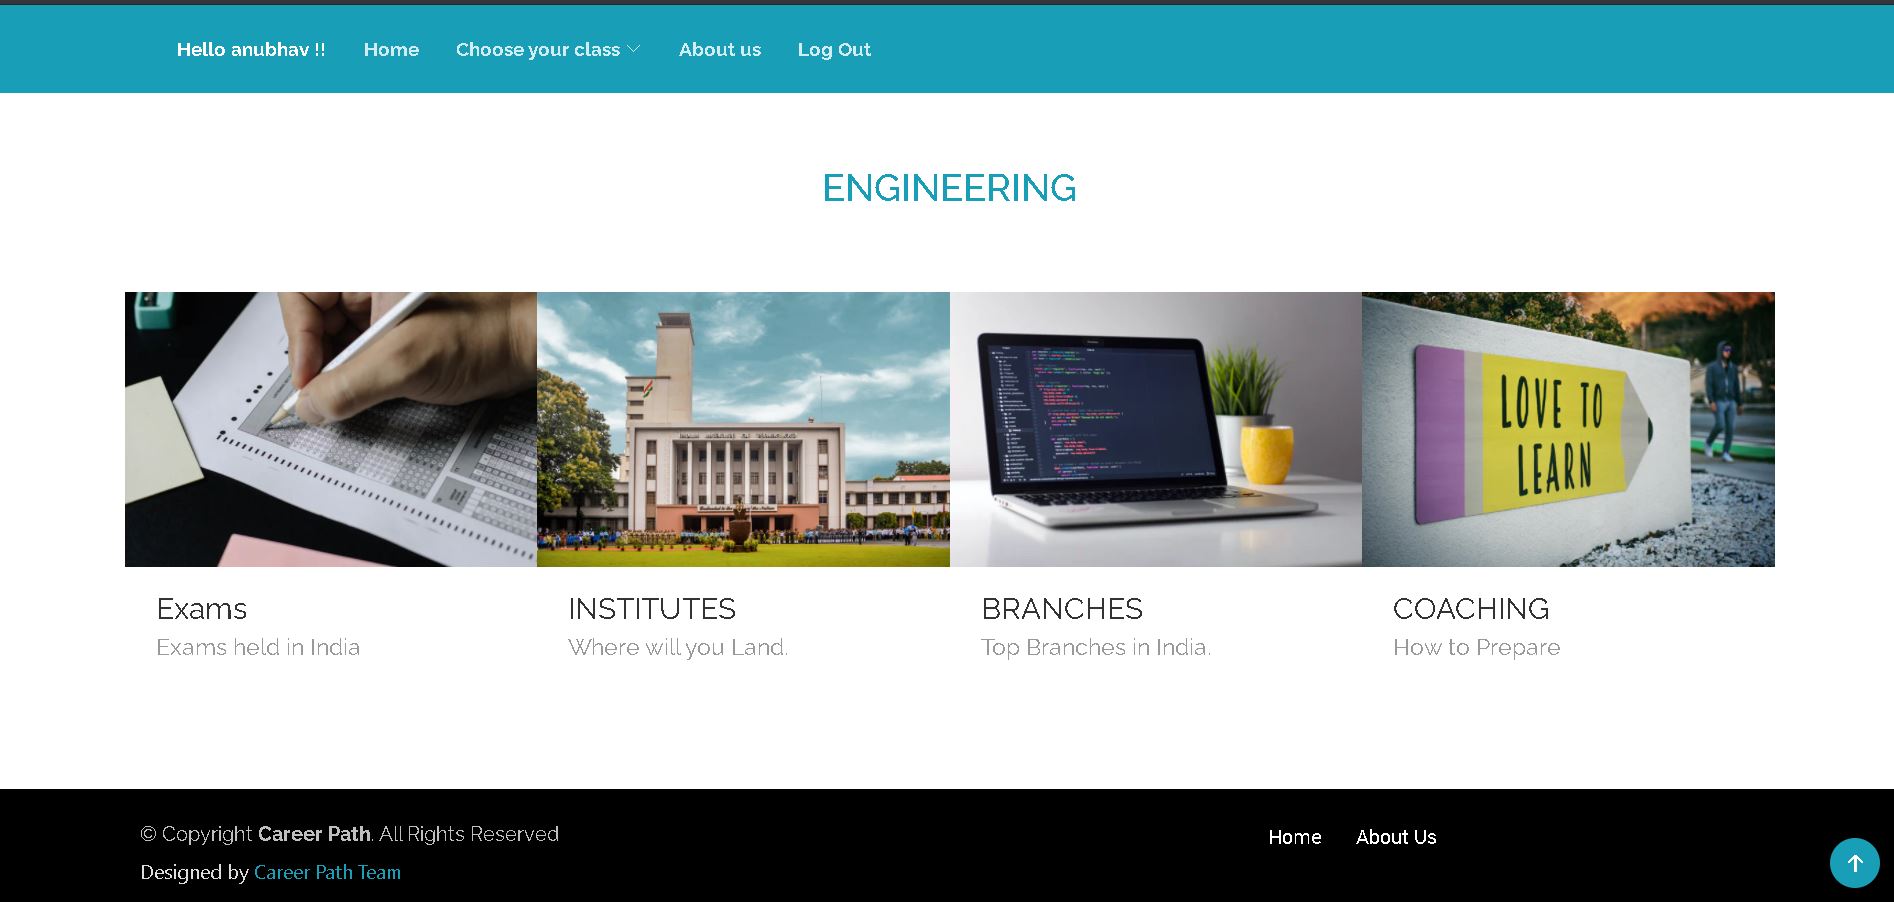 Hello anubhav !! Home Choose your class About us Log Out
ENGINEERING
LOVE TO
LEARN
Exams
Exams held in India
INSTITUTES
Where will you Land.
BRANCHES
Top Branches in India.
COACHING
How to Prepare
© Copyright Career Path. All Rights Reserved
Designed by Career Path Team
Home About Us